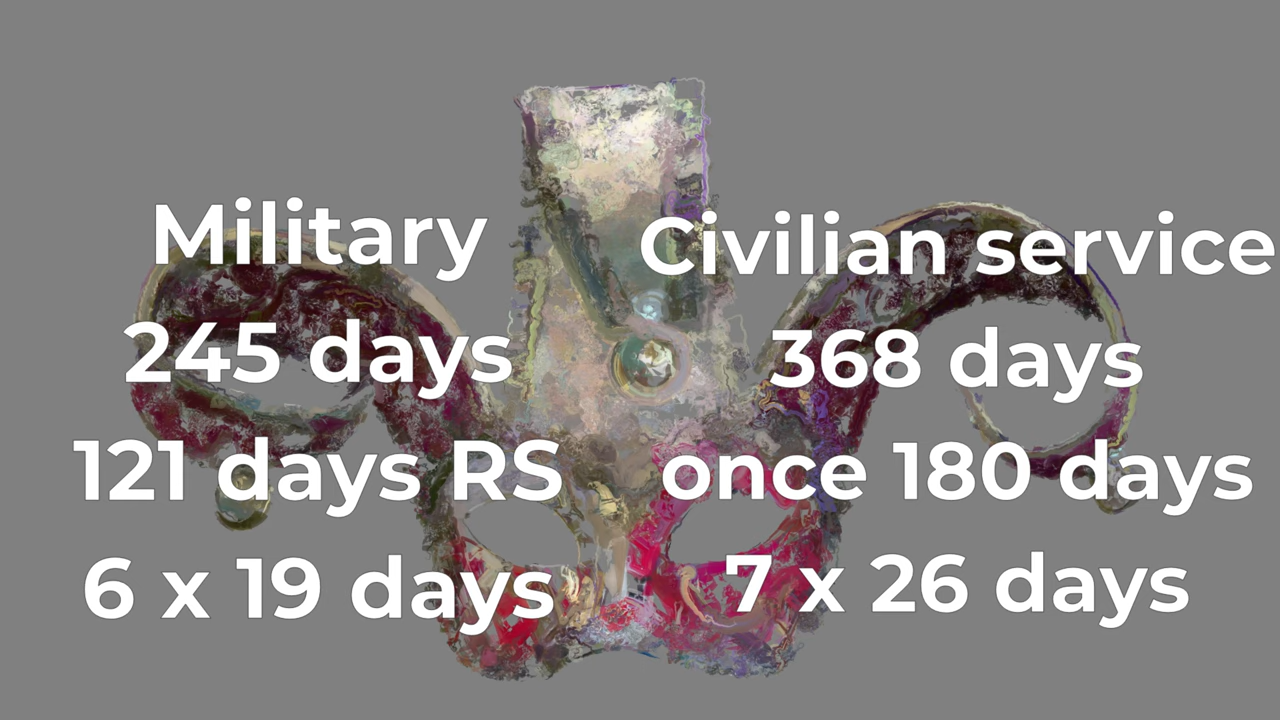 Military
245 days
121 days RS
6 x 19 days
Civilian service
368 days
once 180 days
7 x 26 days